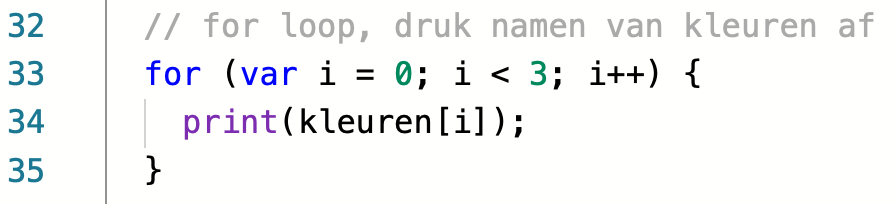 32 // for loop, druk namen van kleuren af
33 for (var i = 0; i < 3; i++) {
34 print(kleuren[i]);
35 }